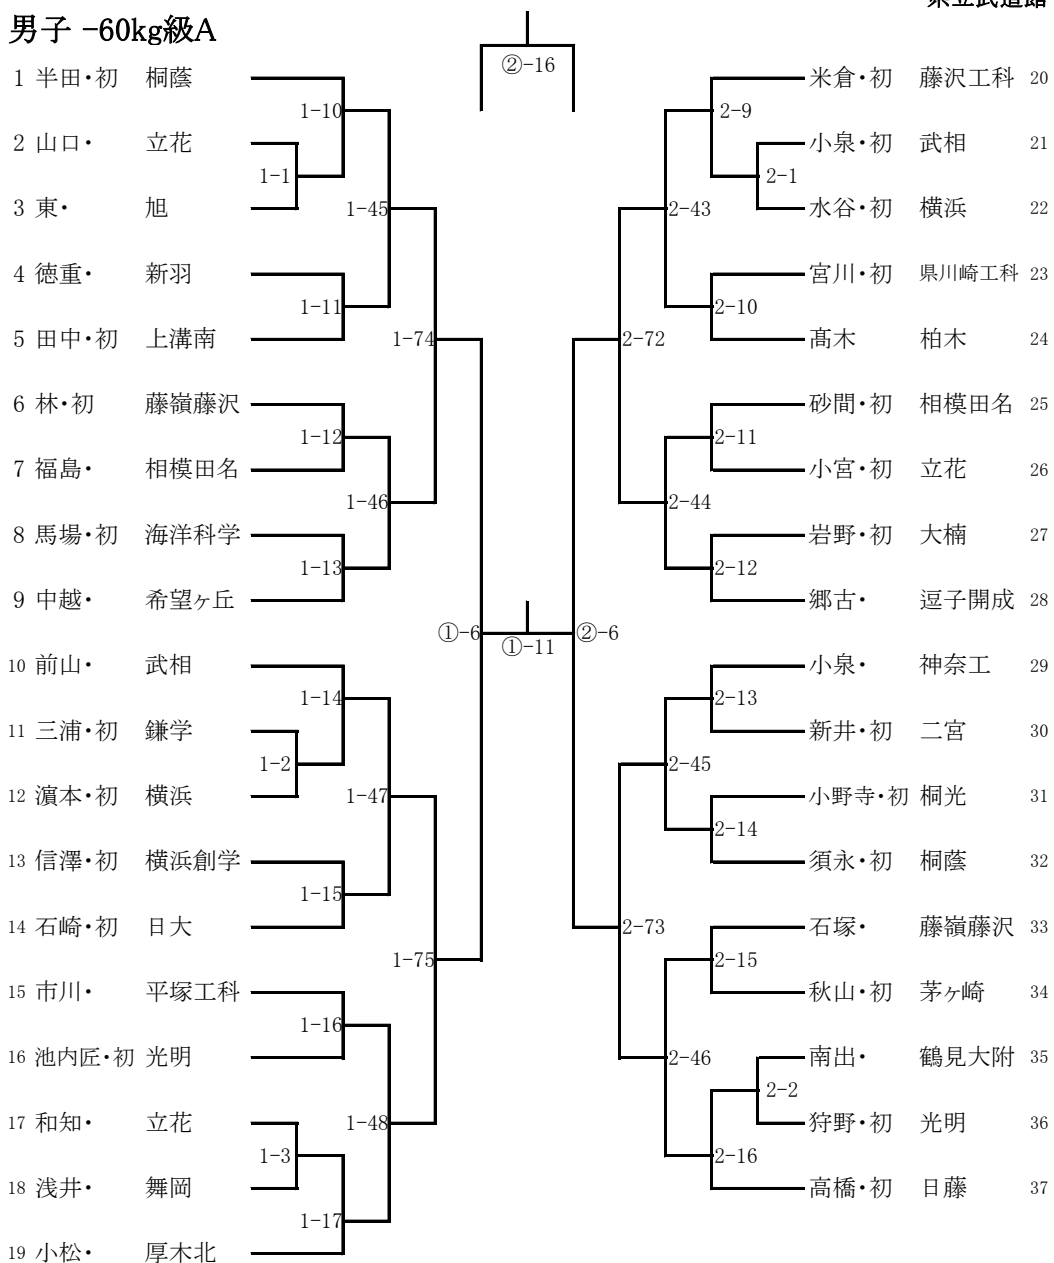 県立武道館
男子 -60kg級A
②-16
1 半田・初 桐蔭
1-10
2 山口・ 立花
1-1
3 東・ 旭
1-45
4 徳重・ 新羽
1-11
5 田中・初 上溝南
1-74
6 林・初 藤嶺藤沢
1-12
7 福島・ 相模田名
1-46
8 馬場・初 海洋科学
1-13
9 中越・ 希望ヶ丘
①-6
①-11
10 前山・ 武相
1-14
11 三浦・初 鎌学
1-2
12 濵本・初 横浜
1-47
13 信澤・初 横浜創学
1-15
14 石崎・初 日大
1-75
15 市川・ 平塚工科
1-16
16 池内匠・初 光明
17 和知・ 立花
1-48
1-3
18 浅井・ 舞岡
1-17
19 小松・ 厚木北
米倉・初 藤沢工科 20
2-9
小泉・初 武相 21
2-1
水谷・初 横浜 22
2-43
宮川・初 県川崎工科 23
2-10
髙木 柏木 24
2-72
砂間・初 相模田名 25
2-11
小宮・初 立花 26
2-44
岩野・初 大楠 27
2-12
郷古・ 逗子開成 28
②-6
小泉・ 神奈工 29
2-13
新井・初 二宮 30
2-45
小野寺・初 桐光 31
2-14
須永・初 桐蔭 32
2-73
石塚・ 藤嶺藤沢 33
2-15
秋山・初 茅ヶ崎 34
2-46
南出・ 鶴見大附 35
2-2
狩野・初 光明 36
2-16
高橋・初 日藤 37